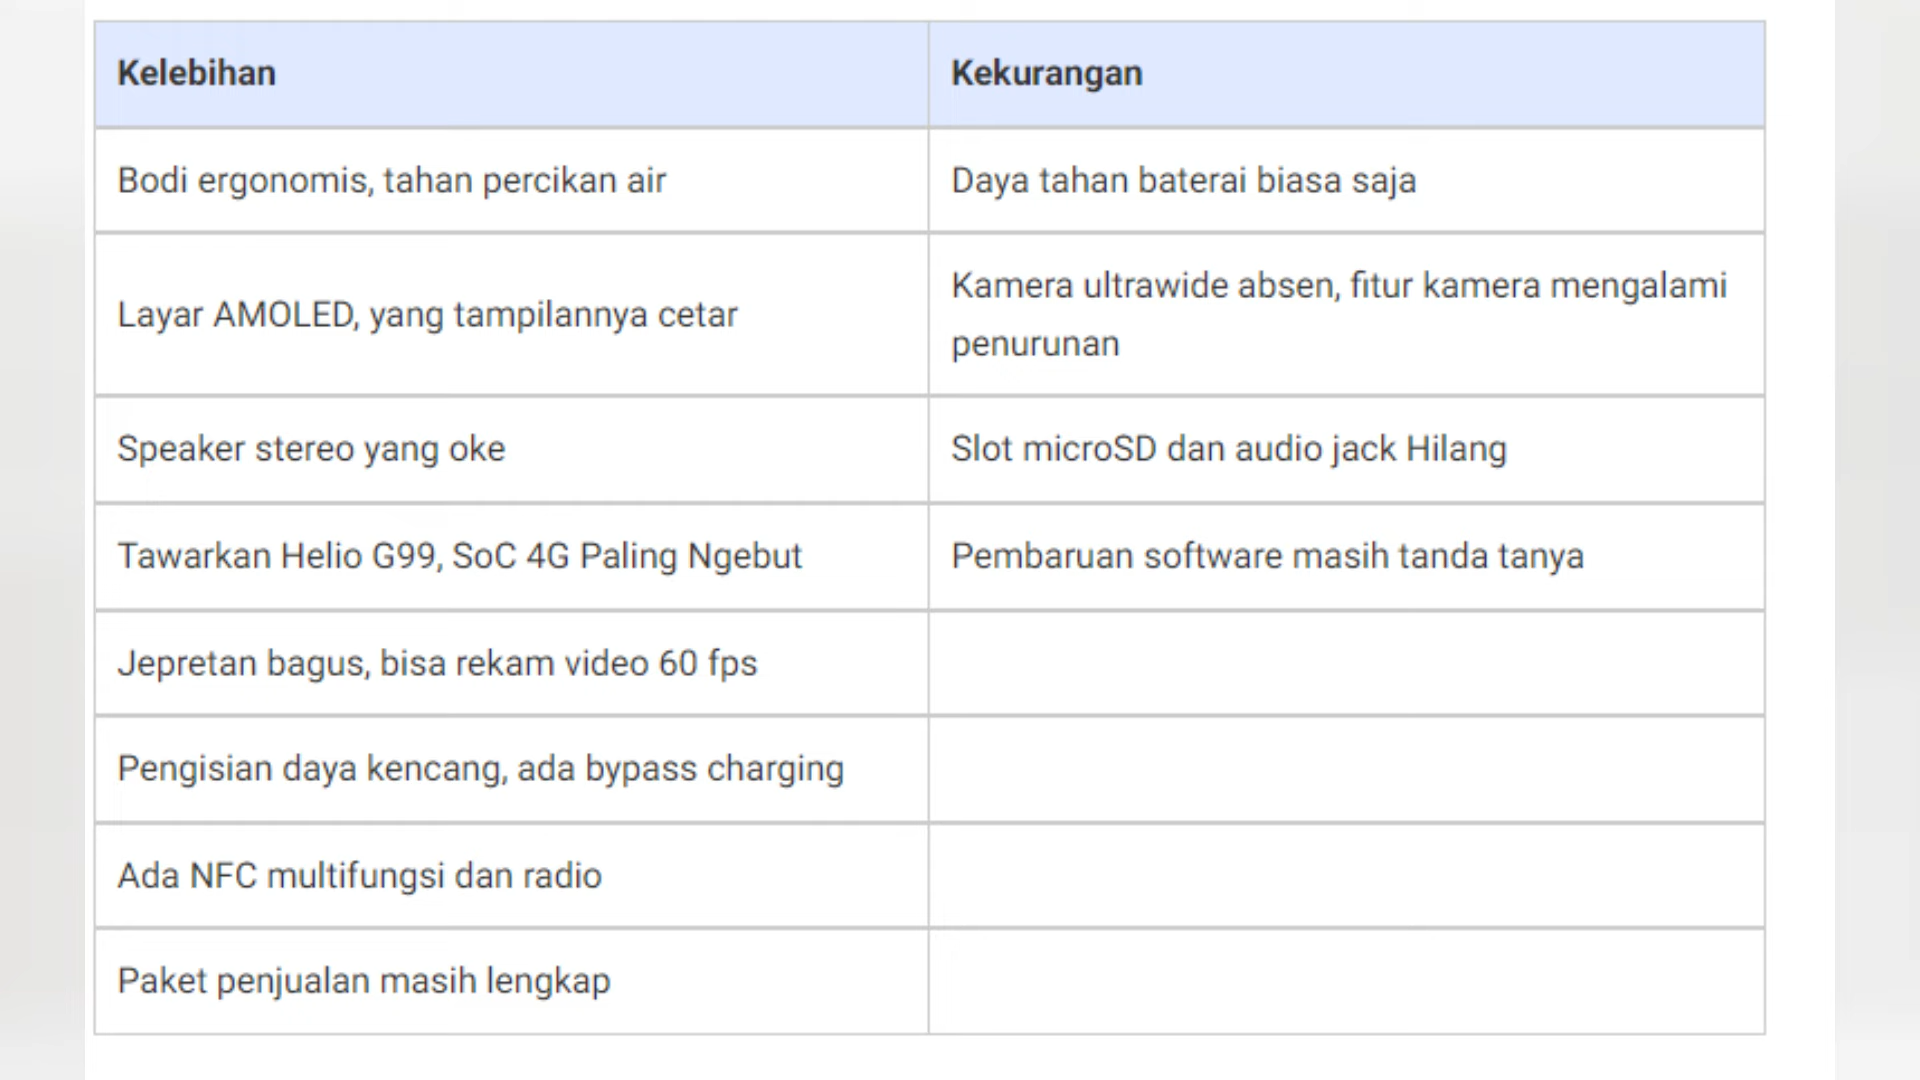 Kelebihan
Kekurangan
Bodi ergonomis, tahan percikan air
Daya tahan baterai biasa saja
Layar AMOLED, yang tampilannya cetar
Kamera ultrawide absen, fitur kamera mengalami
penurunan
Speaker stereo yang oke
Slot microSD dan audio jack Hilang
Tawarkan Helio G99, SoC 4G Paling Ngebut
Pembaruan software masih tanda tanya
Jepretan bagus, bisa rekam video 60 fps
Pengisian daya kencang, ada bypass charging
Ada NFC multifungsi dan radio
Paket penjualan masih lengkap